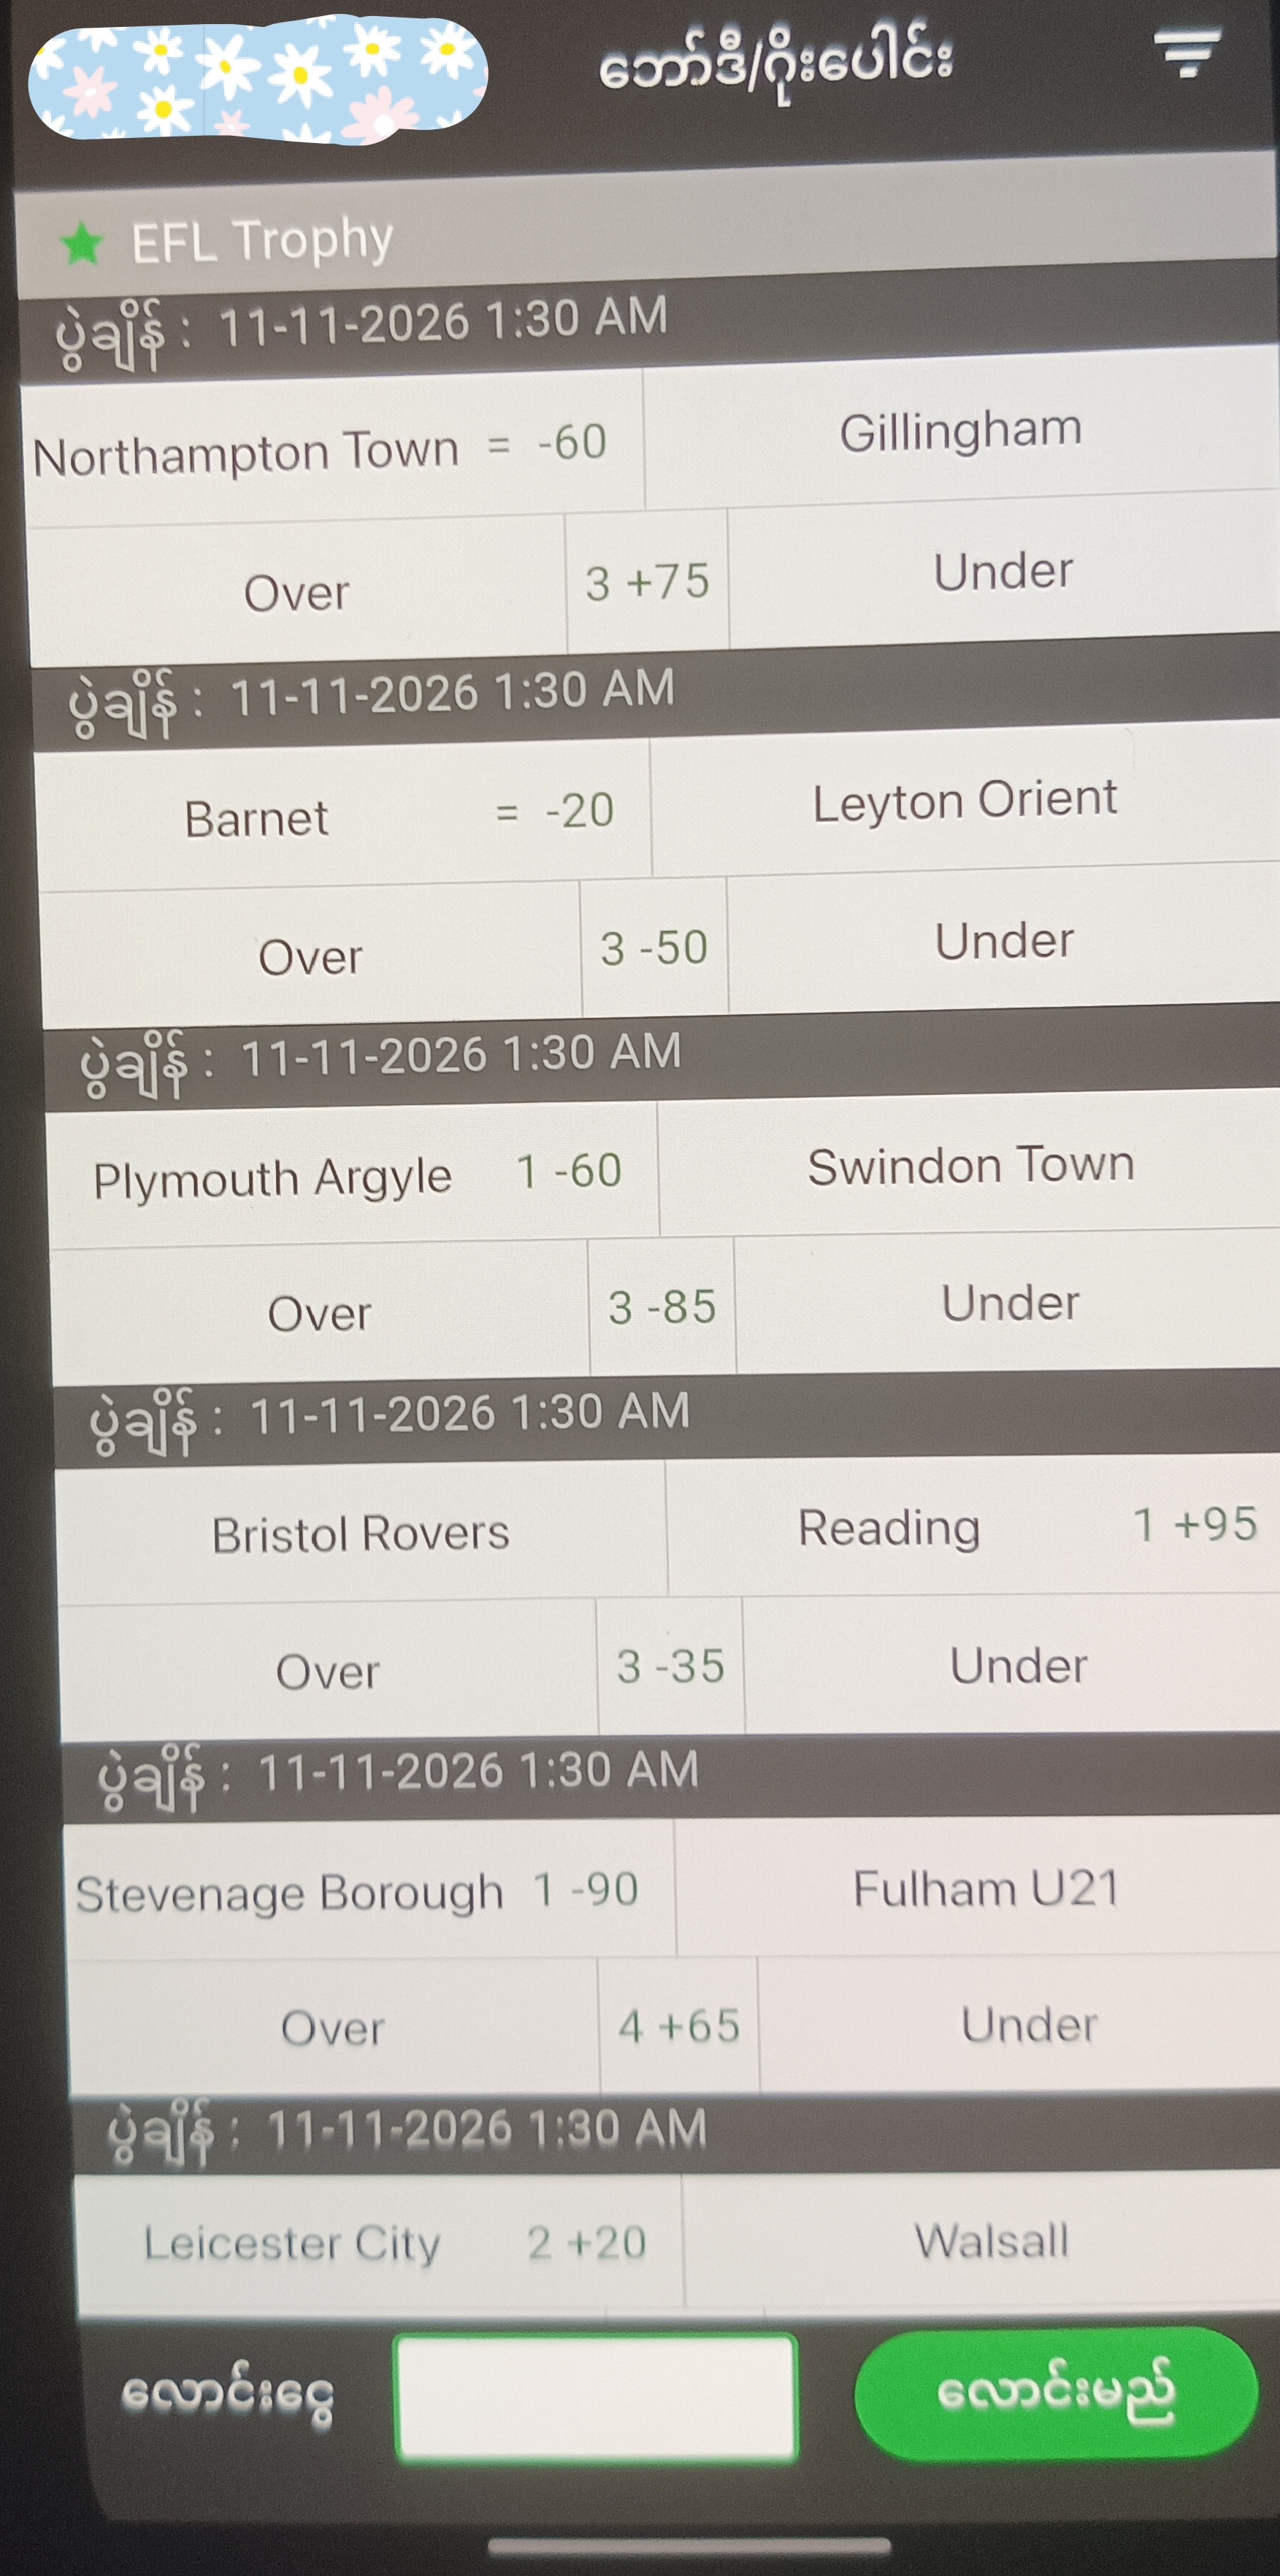 ဘော်ဒီ/ဂိုးပေါင်း
EFL Trophy
ပွဲချိန် : 11-11-2026 1:30 AM
Northampton Town = -60 Gillingham
Over 3 +75 Under
ပွဲချိန် : 11-11-2026 1:30 AM
Barnet = -20 Leyton Orient
Over 3 -50 Under
ပွဲချိန် : 11-11-2026 1:30 AM
Plymouth Argyle 1 -60 Swindon Town
Over 3 -85 Under
ပွဲချိန် : 11-11-2026 1:30 AM
Bristol Rovers Reading 1 +95
Over 3 -35 Under
ပွဲချိန် : 11-11-2026 1:30 AM
Stevenage Borough 1 -90 Fulham U21
Over 4 +65 Under
ပွဲချိန် : 11-11-2026 1:30 AM
Leicester City 2 +20 Walsall
လောင်းငွေ လောင်းမည်